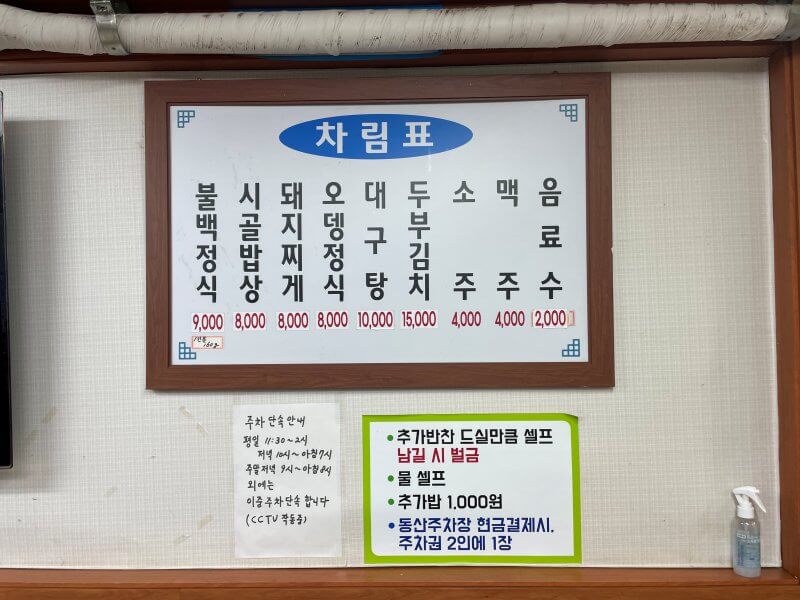 차림표
불백정식
시골밥상
돼지찌게
오뎅정식
대구탕
두부김치
소주
맥주
음료수
9,000 8,000 8,000 8,000 10,000 15,000 4,000 4,000 2,000
1인분
160g
주차 단속 안내
평일 11:30~2시
저녁 10시~아침7시
주말저녁 9시~아침8시
외에는
이중주차단속합니다
(CCTV 작동중)
•추가반찬 드실만큼 셀프
남길 시 벌금
•물 셀프
•추가밥 1,000원
•동산주차장 현금결제시,
주차권 2인에 1장